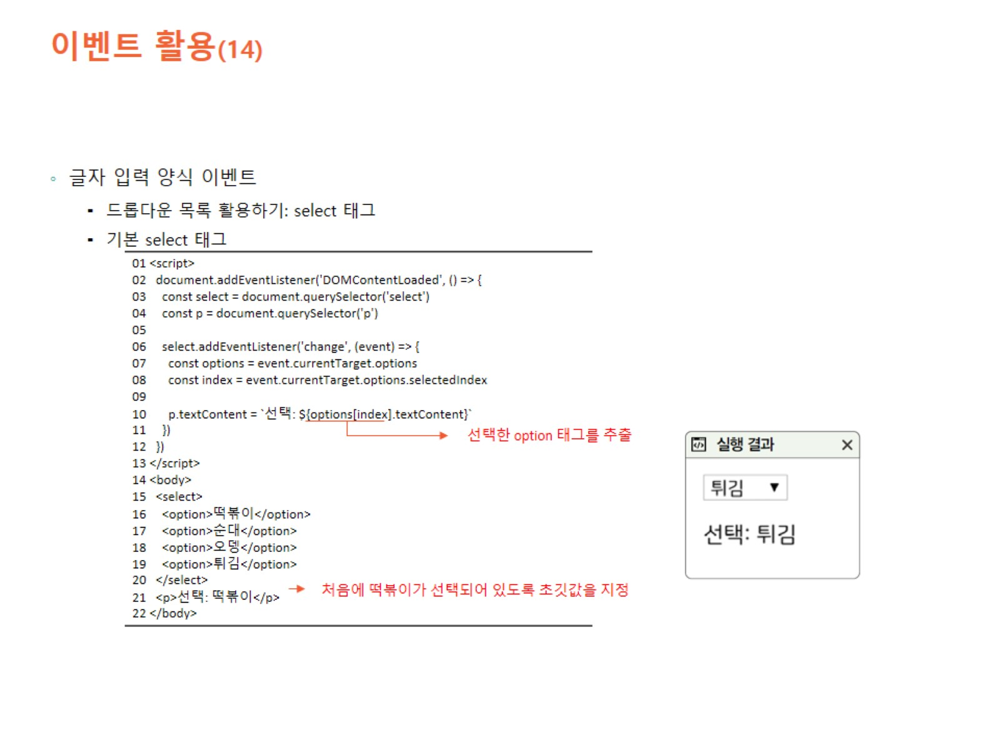 이벤트 활용(14)
◦ 글자 입력 양식 이벤트
▪ 드롭다운 목록 활용하기: select 태그
▪ 기본 select 태그
01 <script>
02 document.addEventListener('DOMContentLoaded', () => {
03 const select = document.querySelector('select')
04 const p = document.querySelector('p')
05
06 select.addEventListener('change', (event) => {
07 const options = event.currentTarget.options
08 const index = event.currentTarget.options.selectedIndex
09
10 p.textContent = `선택: ${options[index].textContent}`
11 })
선택한 option 태그를 추출
12 })
13 </script>
14 <body>
15 <select>
16 <option>떡볶이</option>
17 <option>순대</option>
18 <option>오뎅</option>
19 <option>튀김</option>
20 </select>
21 <p>선택: 떡볶이</p>
처음에 떡볶이가 선택되어 있도록 초깃값을 지정
22 </body>
실행 결과
튀김 ▼
선택: 튀김